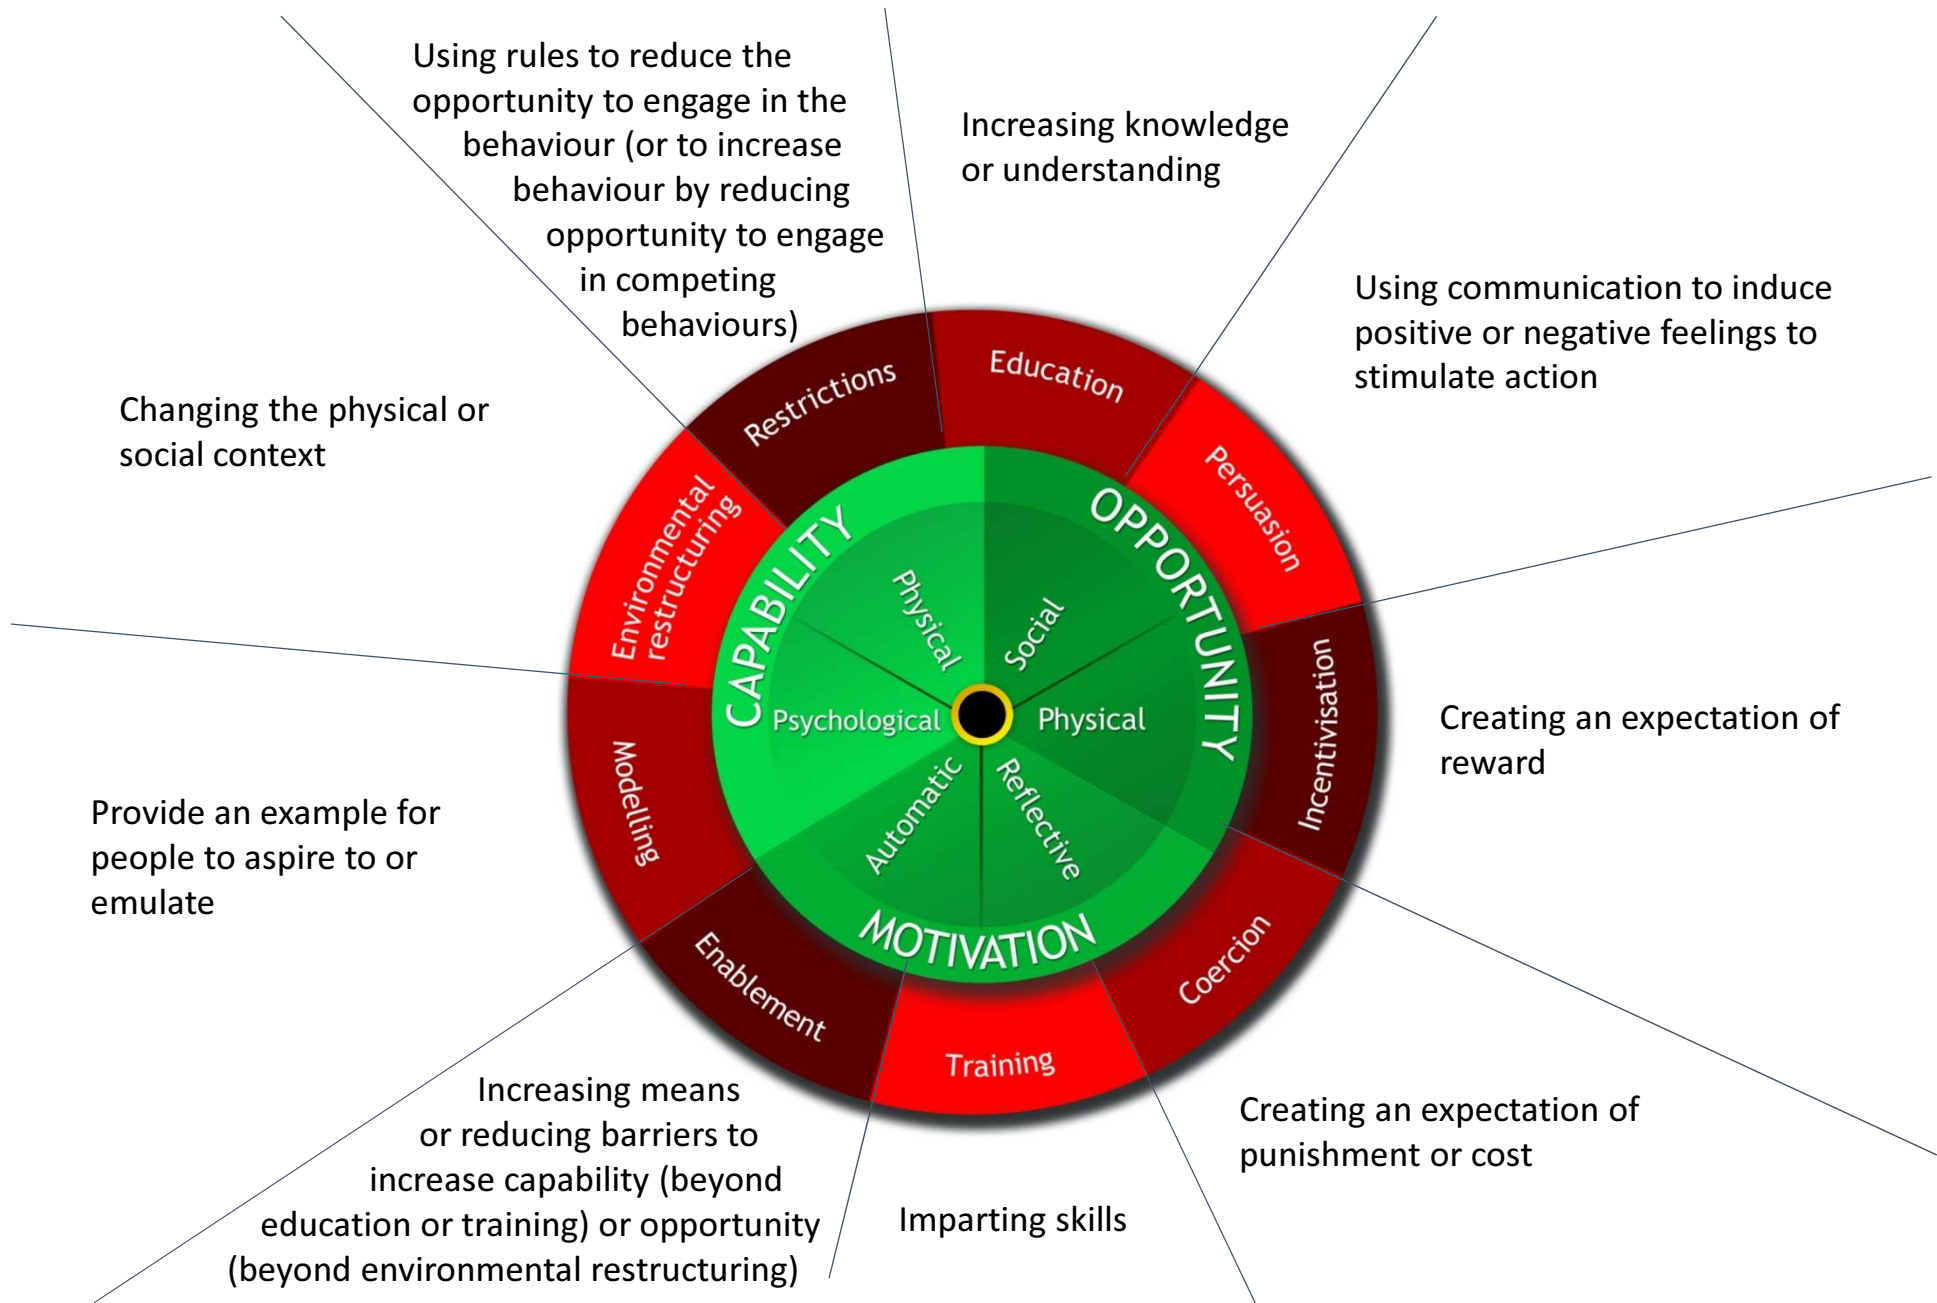 Using rules to reduce the
opportunity to engage in the
behaviour (or to increase
behaviour by reducing
opportunity to engage
in competing
behaviours)
Increasing knowledge
or understanding
Using communication to induce
positive or negative feelings to
stimulate action
Changing the physical or
social context
Creating an expectation of
reward
Provide an example for
people to aspire to or
emulate
Creating an expectation of
punishment or cost
Increasing means
or reducing barriers to
increase capability (beyond
education or training) or opportunity
(beyond environmental restructuring)
Imparting skills
Restrictions
Education
Persuasion
Incentivisation
Coercion
Training
Enablement
Modelling
Environmental
restructuring
CAPABILITY
OPPORTUNITY
MOTIVATION
Physical
Social
Psychological
Physical
Automatic
Reflective